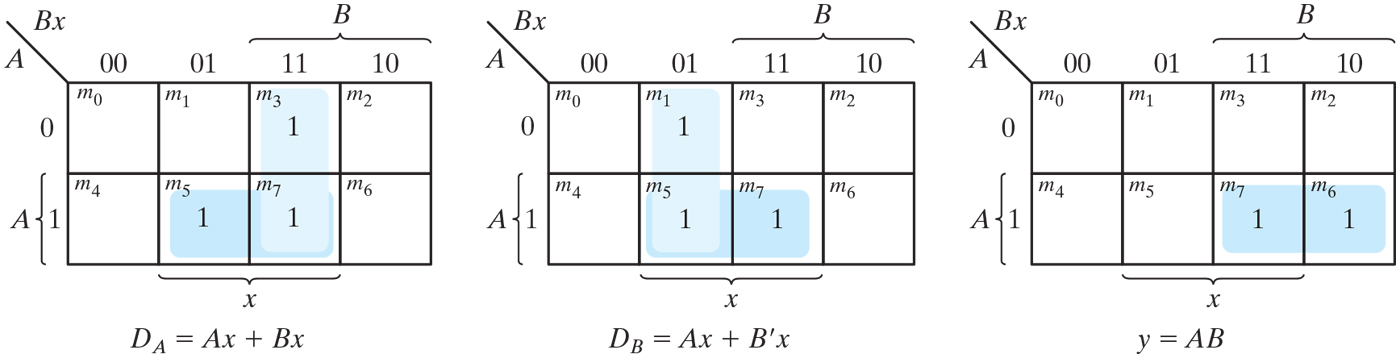 Bx B Bx B Bx B
A 00 01 11 10 A 00 01 11 10 A 00 01 11 10
m₀ m₁ m₃ m₂ m₀ m₁ m₃ m₂ m₀ m₁ m₃ m₂
0 1 0 1 0
m₄ m₅ m₇ m₆ m₄ m₅ m₇ m₆ m₄ m₅ m₇ m₆
A 1 1 1 A 1 1 1 A 1 1 1
x x x
D_A = Ax + Bx D_B = Ax + B′x y = AB